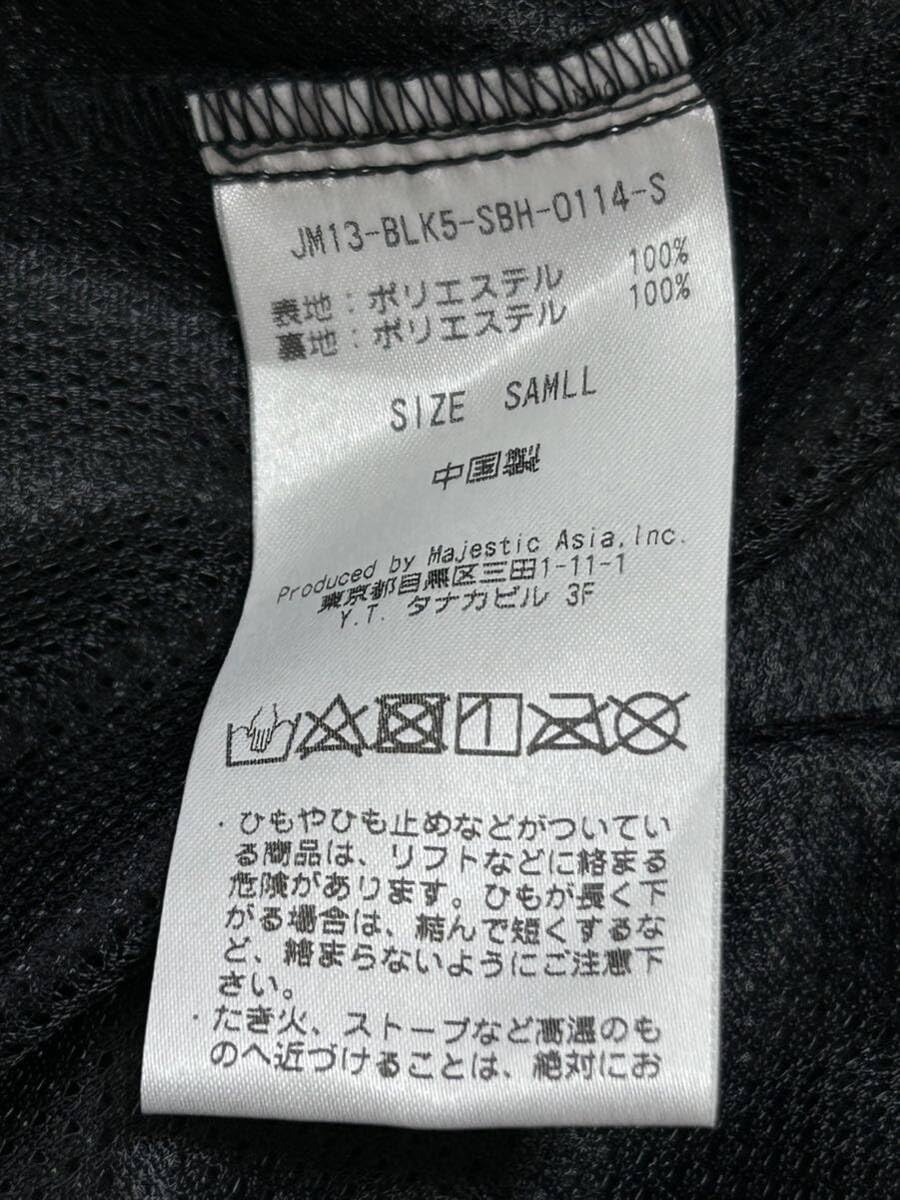 JM13-BLK5-SBH-0114-S
表地：ポリエステル 100%
裏地：ポリエステル 100%
SIZE SAMLL
中国製
Produced by Majestic Asia,Inc.
東京都目黒区三田1-11-1
Y.T. タナカビル 3F
・ひもやひも止めなどがついてい
る商品は、リフトなどに絡まる
危険があります。ひもが長く下
がる場合は、結んで短くするな
ど、絡まらないようにご注意下
さい。
・たき火、ストーブなど高温のも
のへ近づけることは、絶対にお